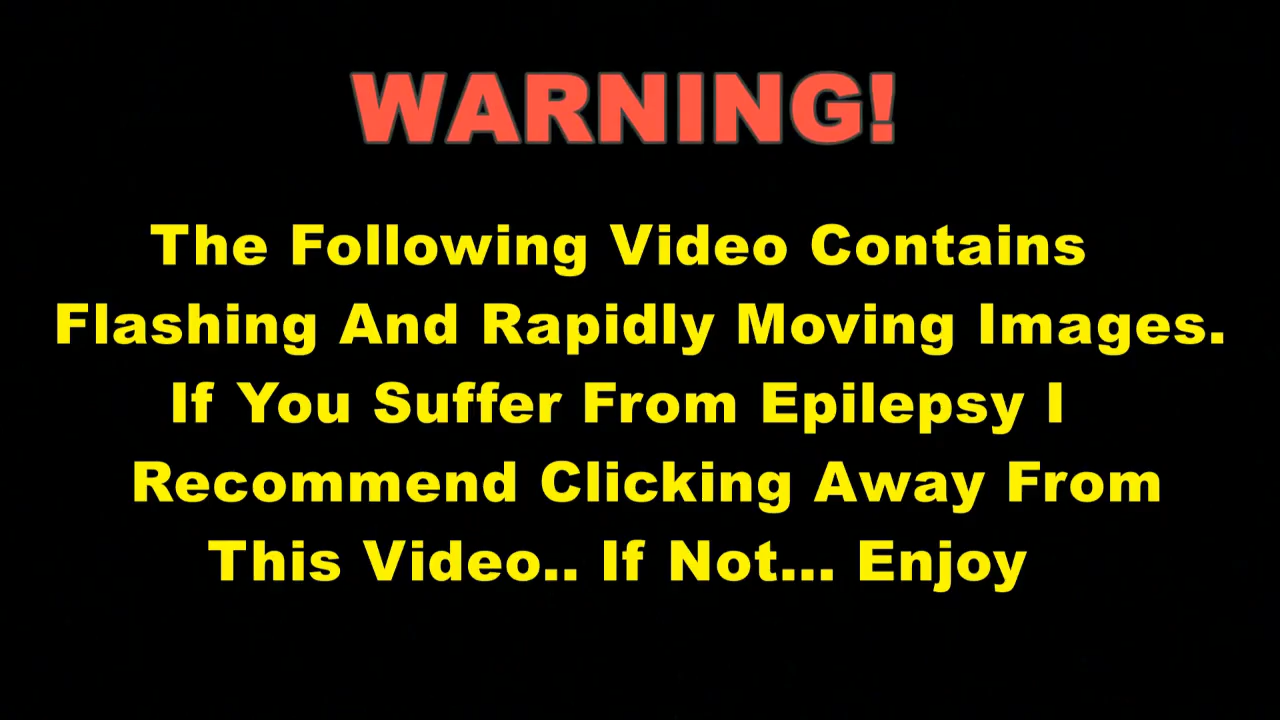 WARNING!
The Following Video Contains
Flashing And Rapidly Moving Images.
If You Suffer From Epilepsy I
Recommend Clicking Away From
This Video.. If Not... Enjoy